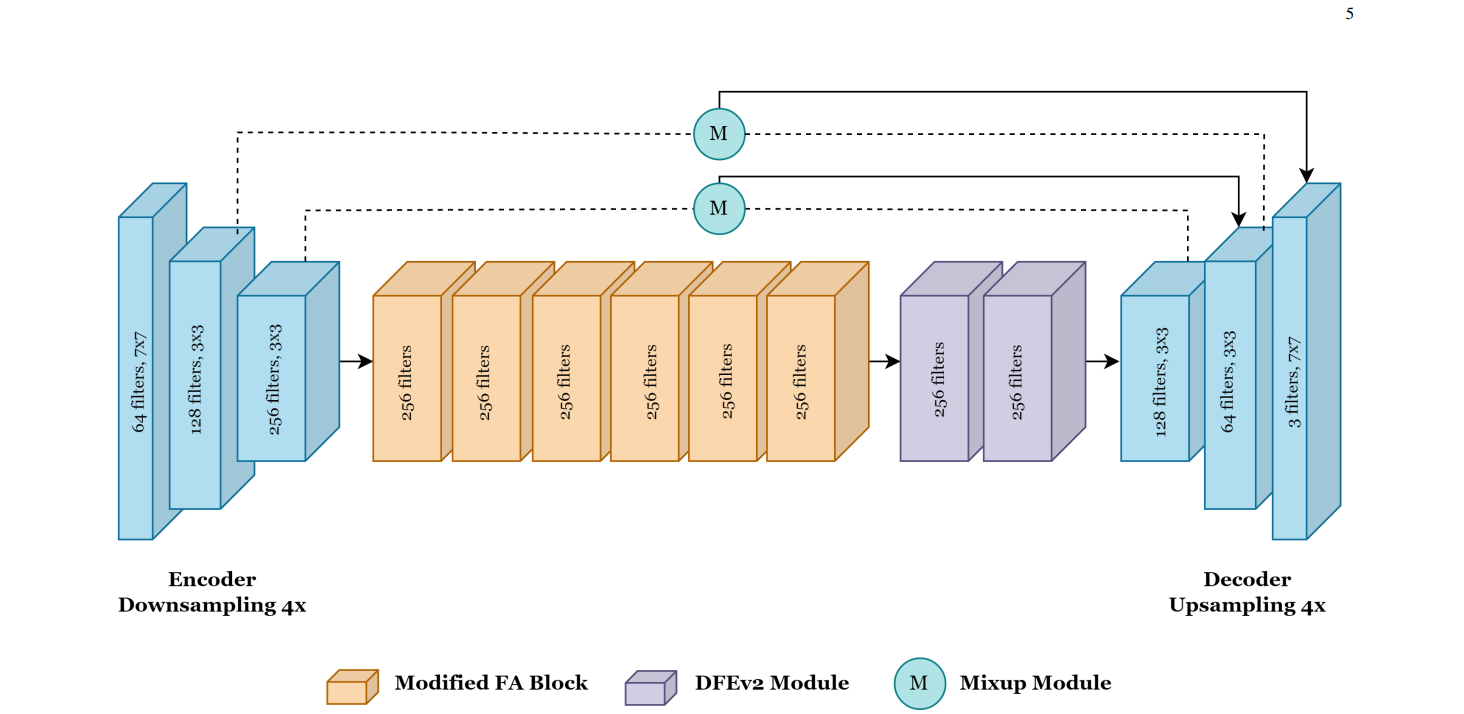 5
M
M
64 filters, 7x7
128 filters, 3x3
256 filters, 3x3
256 filters
256 filters
256 filters
256 filters
256 filters
256 filters
256 filters
256 filters
128 filters, 3x3
64 filters, 3x3
3 filters, 7x7
Encoder
Downsampling 4x
Decoder
Upsampling 4x
Modified FA Block
DFEv2 Module
M
Mixup Module